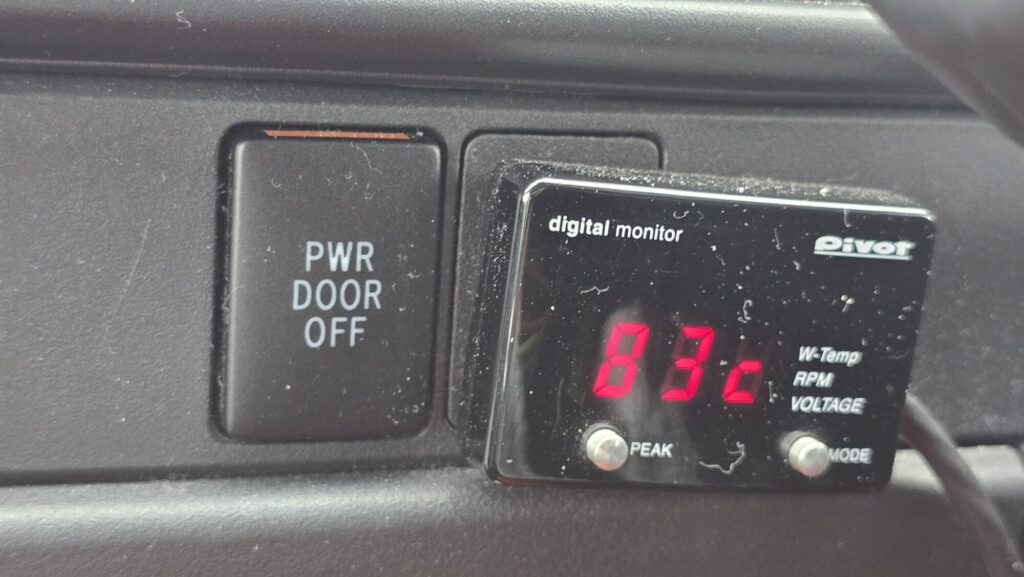 PWR
DOOR
OFF
digital monitor
Pivot
83c
W-Temp
RPM
VOLTAGE
PEAK
MODE